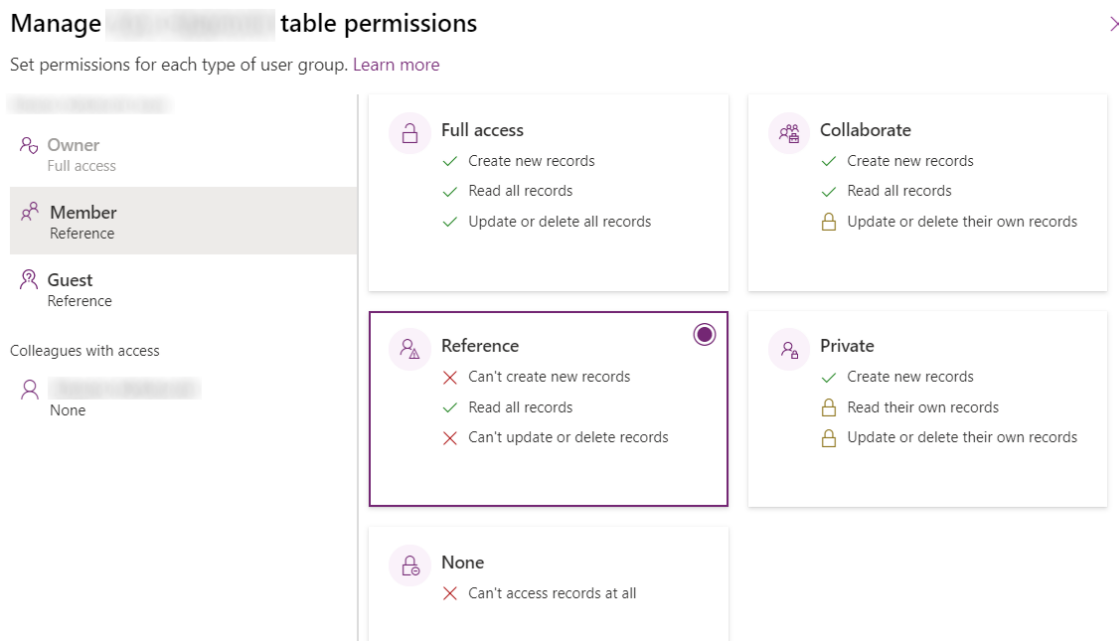 Manage table permissions
Set permissions for each type of user group. Learn more
Owner
Full access
Member
Reference
Guest
Reference
Colleagues with access
None
Full access
Create new records
Read all records
Update or delete all records
Collaborate
Create new records
Read all records
Update or delete their own records
Reference
Can't create new records
Read all records
Can't update or delete records
Private
Create new records
Read their own records
Update or delete their own records
None
Can't access records at all